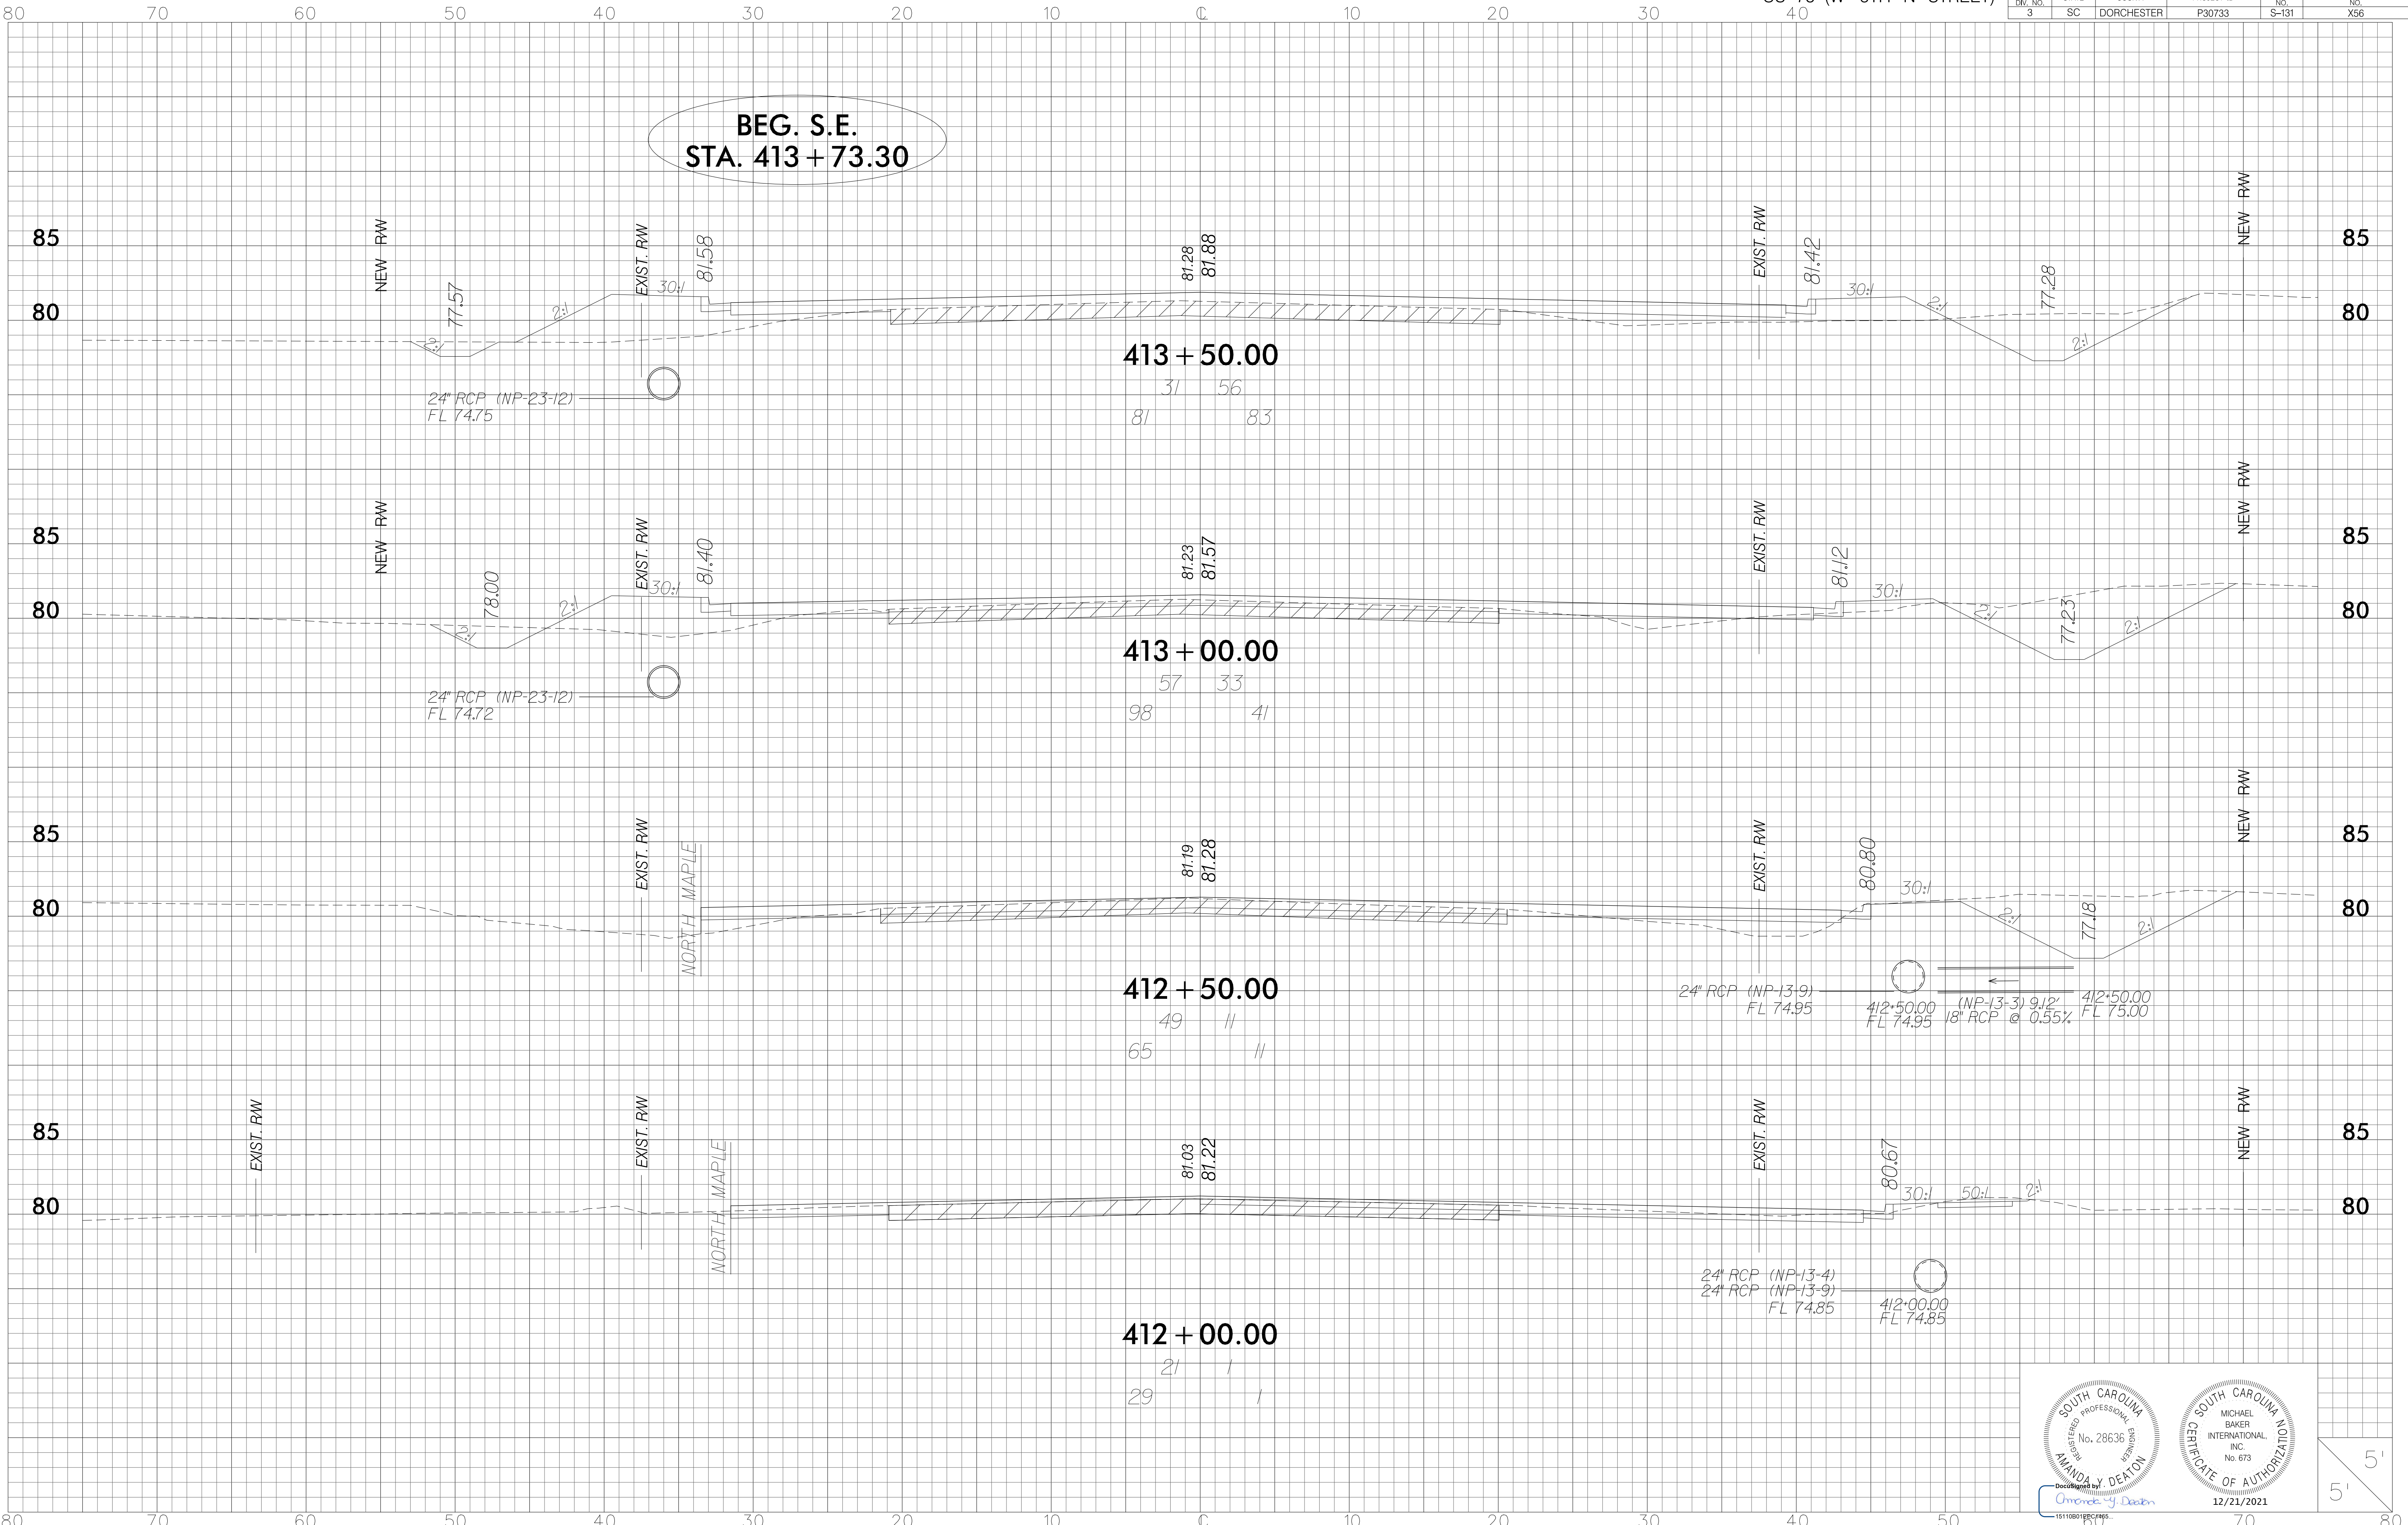 80 70 60 50 40 30 20 10 ℄ 10 20 30 40
DIV. NO. NO. NO.
3 SC DORCHESTER P30733 S-131 X56
BEG. S.E.
STA. 413+73.30
NEW R/W
77.57
EXIST. R/W
81.58
81.28
81.88
EXIST. R/W
81.42
77.28
NEW R/W
85
85
80
80
2:1
2:1
30:1
30:1
2:1
2:1
413+50.00
31 56
81 83
24" RCP (NP-23-12)
FL 74.75
NEW R/W
78.00
EXIST. R/W
81.40
81.23
81.57
EXIST. R/W
81.12
77.23
NEW R/W
85
85
80
80
2:1
2:1
30:1
30:1
2:1
2:1
413+00.00
57 33
98 41
24" RCP (NP-23-12)
FL 74.72
EXIST. R/W
NORTH MAPLE
81.19
81.28
EXIST. R/W
80.80
77.18
NEW R/W
85
85
80
80
30:1
2:1
2:1
412+50.00
49 11
65 11
24" RCP (NP-13-9)
FL 74.95
412+50.00
FL 74.95
(NP-13-3) 9.12'
18" RCP @ 0.55%
412+50.00
FL 75.00
EXIST. R/W
EXIST. R/W
NORTH MAPLE
81.03
81.22
EXIST. R/W
80.67
NEW R/W
85
85
80
80
30:1
50:1
2:1
412+00.00
21 1
29 1
24" RCP (NP-13-4)
24" RCP (NP-13-9)
FL 74.85
412+00.00
FL 74.85
SOUTH CAROLINA
REGISTERED PROFESSIONAL ENGINEER
No. 28636
AMANDA Y DEATON
SOUTH CAROLINA
CERTIFICATE OF AUTHORIZATION
MICHAEL
BAKER
INTERNATIONAL,
INC.
No. 673
DocuSigned by:
Amanda Y. Deaton
12/21/2021
5'
5'
80 70 60 50 40 30 20 10 ℄ 10 20 30 40 50 60 70 80